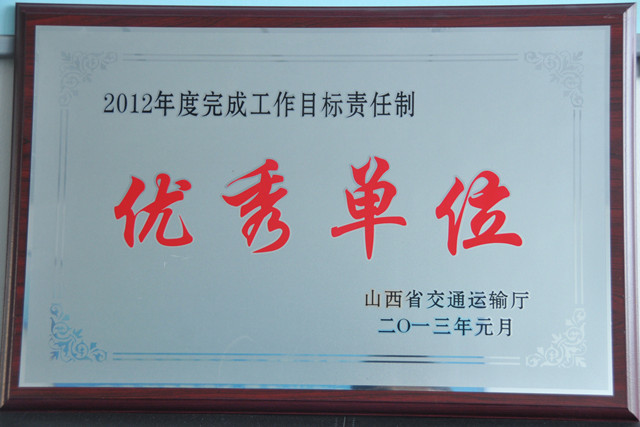 2012年度完成工作目标责任制
优秀单位
山西省交通运输厅
二〇一三年元月